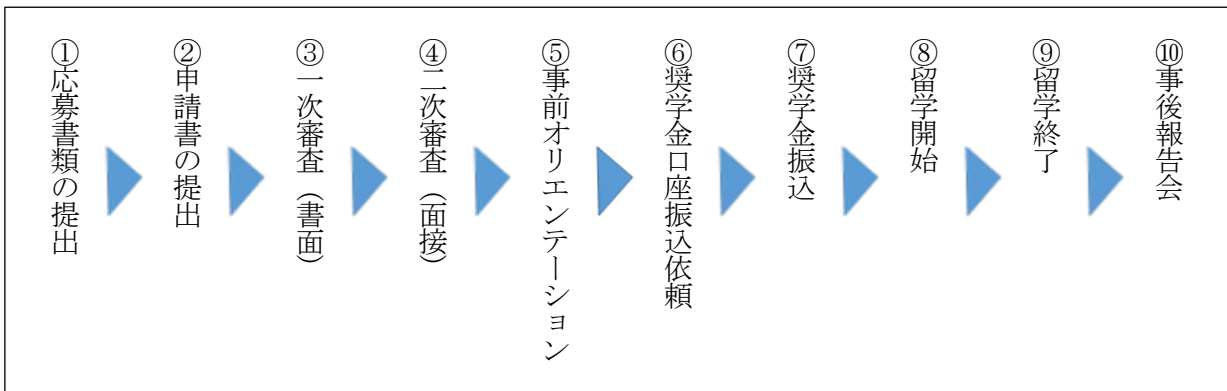 ①応募書類の提出
②申請書の提出
③一次審査（書面）
④二次審査（面接）
⑤事前オリエンテーション
⑥奨学金口座振込依頼
⑦奨学金振込
⑧留学開始
⑨留学終了
⑩事後報告会